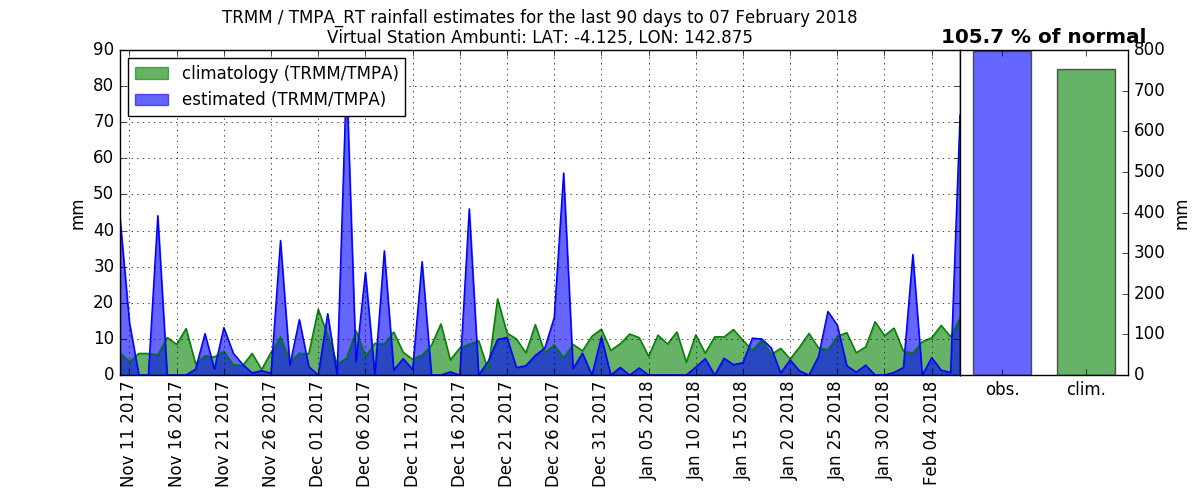 TRMM / TMPA_RT rainfall estimates for the last 90 days to 07 February 2018
Virtual Station Ambunti: LAT: -4.125, LON: 142.875
105.7 % of normal
climatology (TRMM/TMPA)
estimated (TRMM/TMPA)
mm
90
80
70
60
50
40
30
20
10
0
Nov 11 2017
Nov 16 2017
Nov 21 2017
Nov 26 2017
Dec 01 2017
Dec 06 2017
Dec 11 2017
Dec 16 2017
Dec 21 2017
Dec 26 2017
Dec 31 2017
Jan 05 2018
Jan 10 2018
Jan 15 2018
Jan 20 2018
Jan 25 2018
Jan 30 2018
Feb 04 2018
obs.
clim.
800
700
600
500
400
300
200
100
0
mm